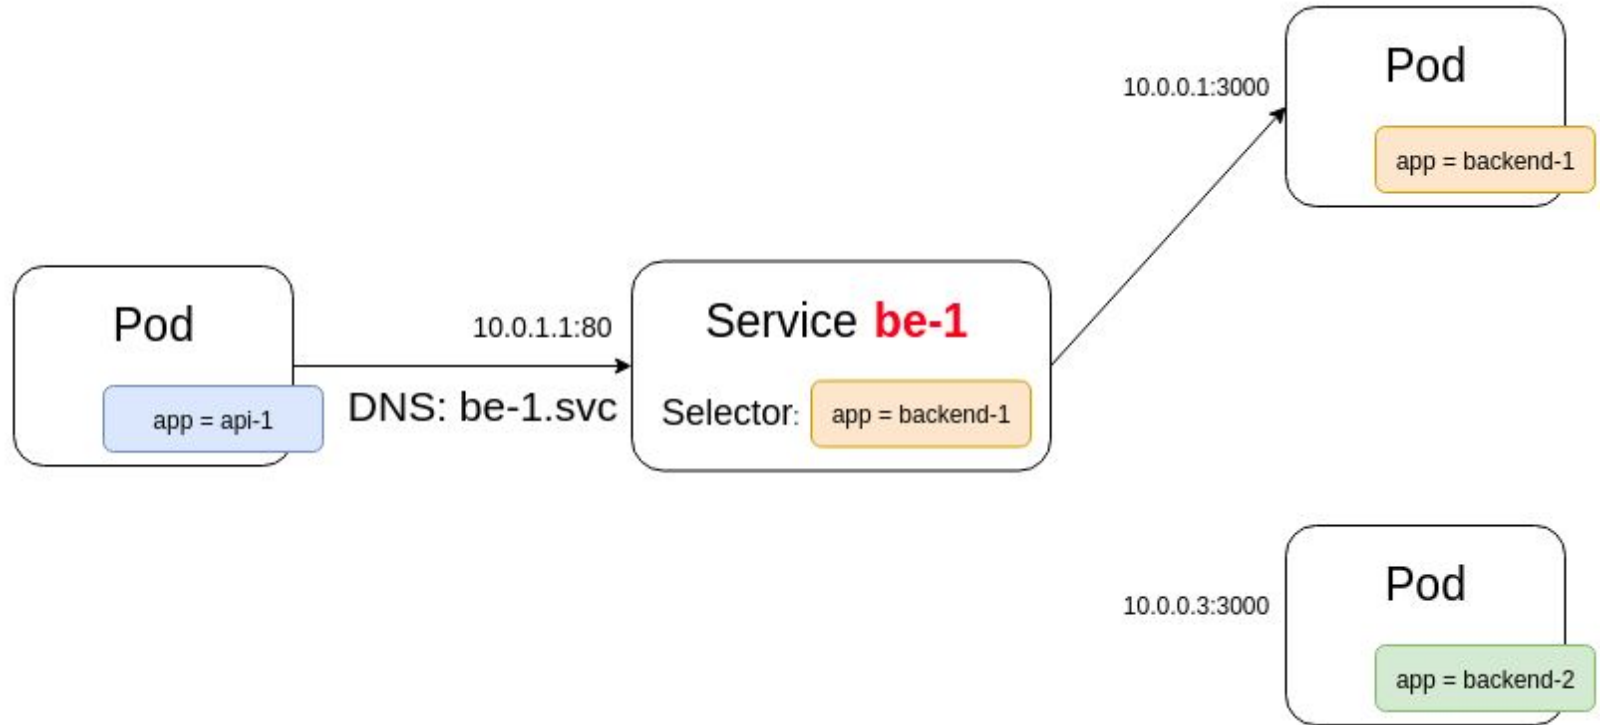 10.0.0.1:3000
Pod
app = backend-1
Pod
app = api-1
10.0.1.1:80
DNS: be-1.svc
Service be-1
Selector: app = backend-1
10.0.0.3:3000
Pod
app = backend-2